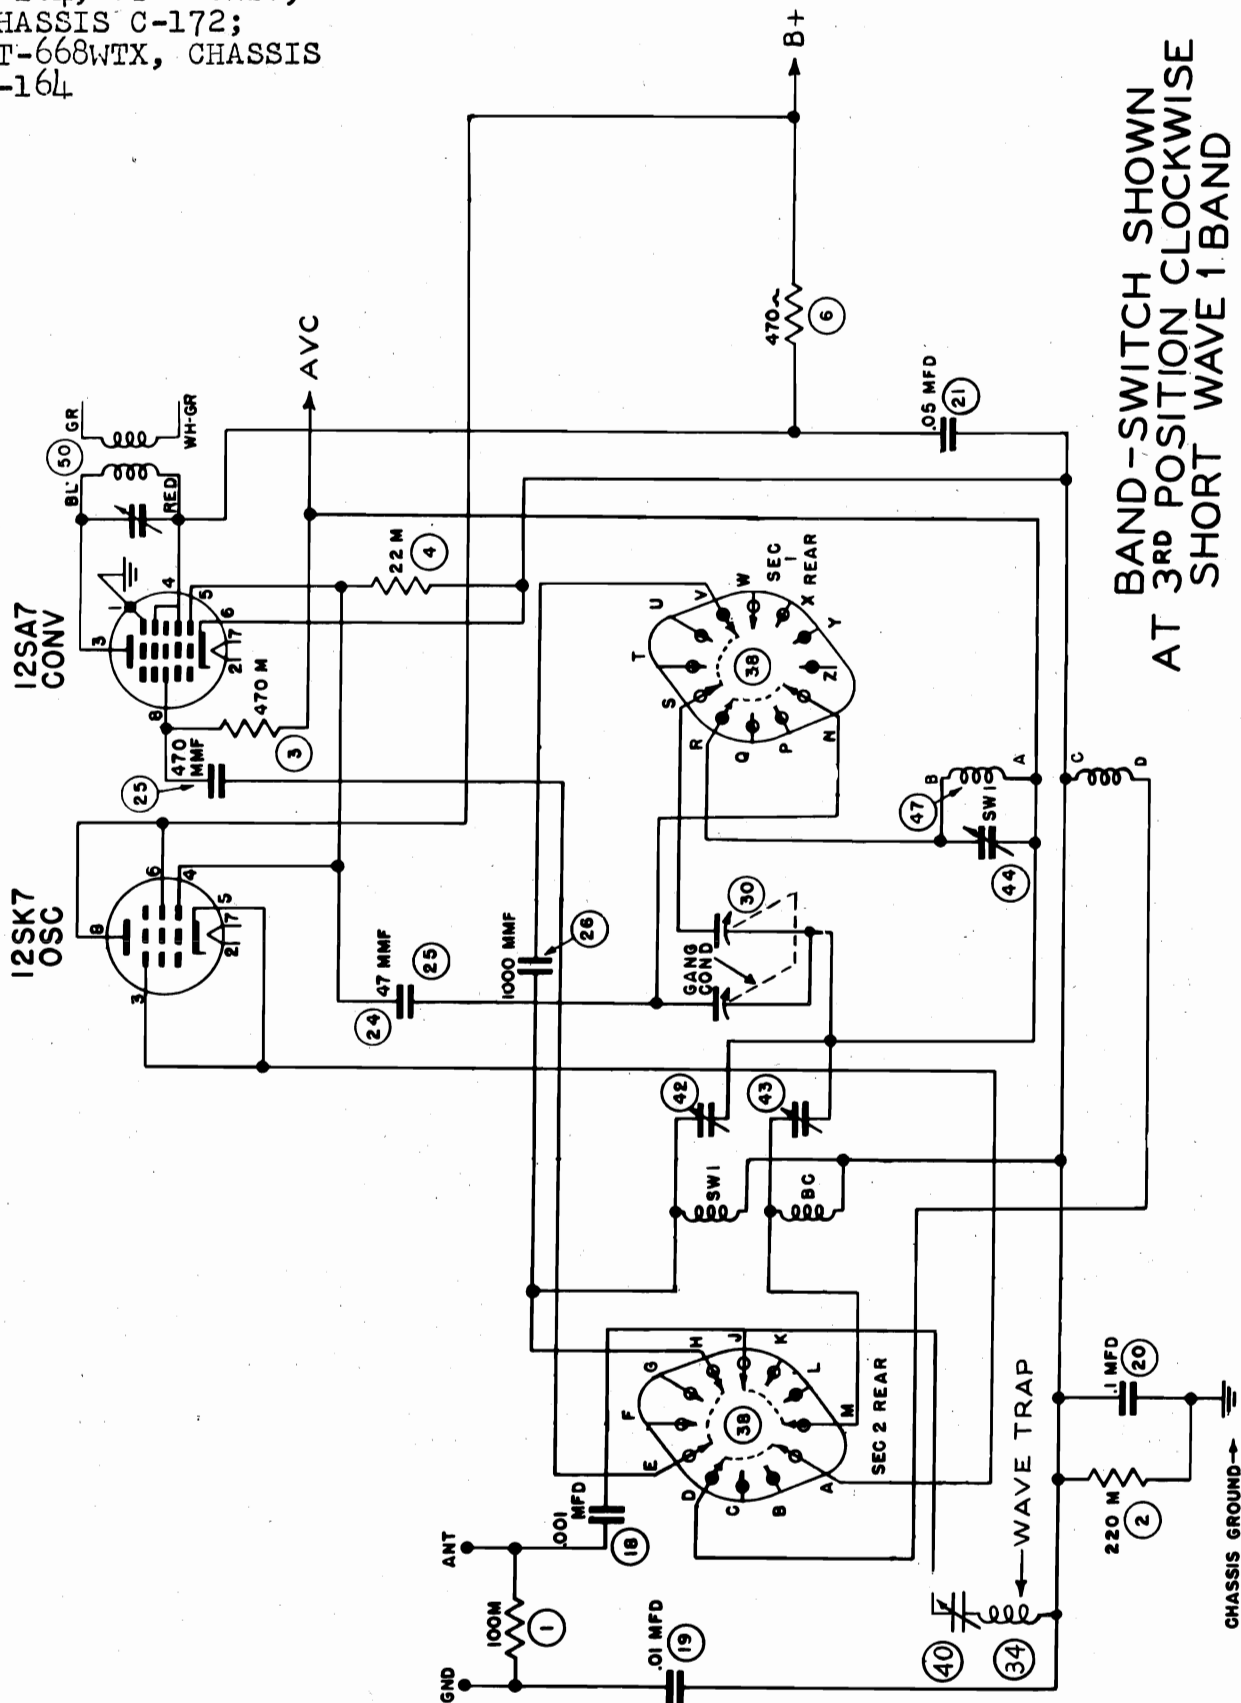 CHASSIS C-172;
T-668WTX, CHASSIS
-164
B+
BAND-SWITCH SHOWN
AT 3RD POSITION CLOCKWISE
SHORT WAVE 1 BAND
AVC
GR
WH-GR
50
BL
RED
12SA7
CONV
1
3
4
5
6
7
2
8
22 M
4
470 M
3
470
MMF
25
470~
6
.05 MFD
21
12SK7
OSC
8
6
4
5
7
2
3
47 MMF
24
25
1000 MMF
26
U
V
W
SEC
1
X REAR
Y
Z
T
S
R
Q
P
N
38
GANG
COND
30
B
A
C
D
47
SW1
44
42
43
SW1
BC
H
J
K
L
M
G
F
E
D
C
B
A
38
SEC 2 REAR
ANT
GND
100M
1
.001
MFD
18
.01 MFD
19
40
34
WAVE TRAP
220 M
2
.1 MFD
20
CHASSIS GROUND